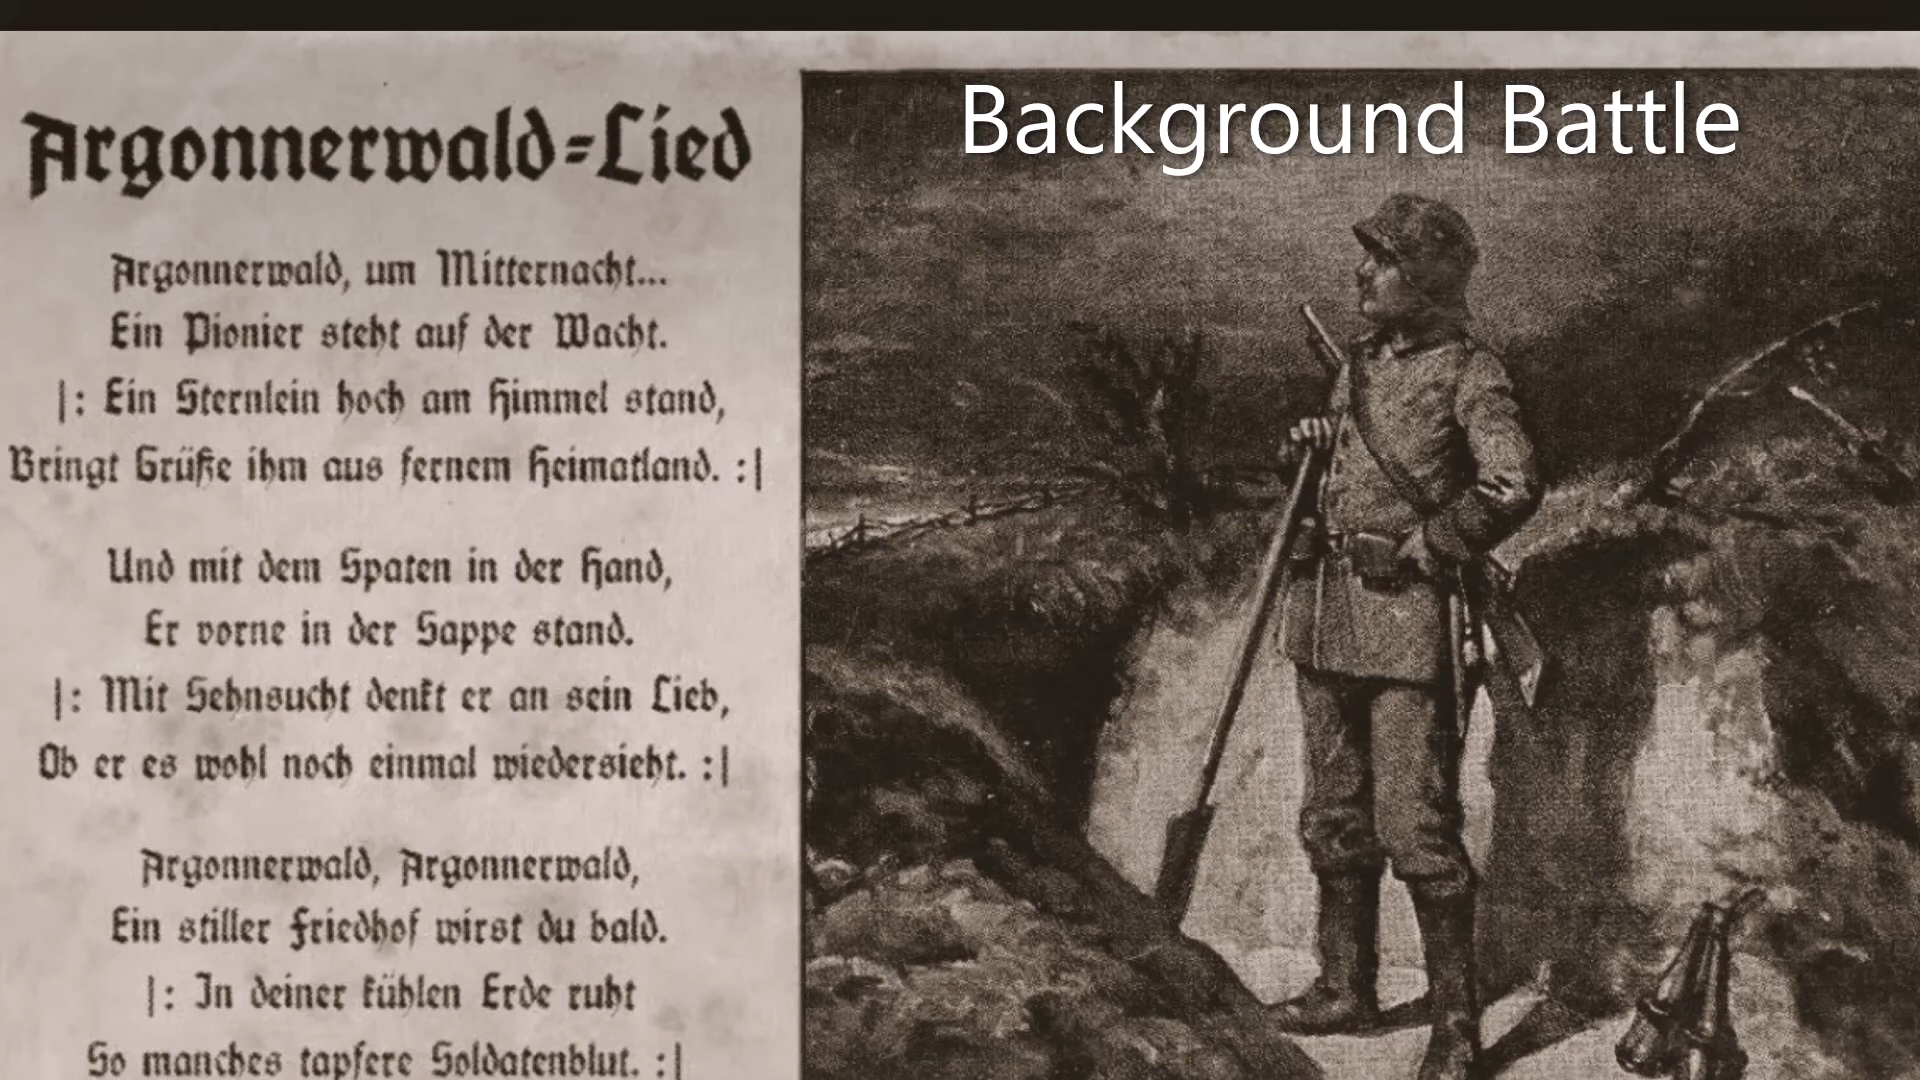 Argonnerwald=Lied
Argonnerwald, um Mitternacht...
Ein Pionier steht auf der Wacht.
|: Ein Sternlein hoch am Himmel stand,
Bringt Grüße ihm aus fernem Heimatland. :|
Und mit dem Spaten in der Hand,
Er vorne in der Sappe stand.
|: Mit Sehnsucht denkt er an sein Lieb,
Ob er es wohl noch einmal wiedersieht. :|
Argonnerwald, Argonnerwald,
Ein stiller Friedhof wirst du bald.
|: In deiner kühlen Erde ruht
So manches tapfere Soldatenblut. :|
Background Battle